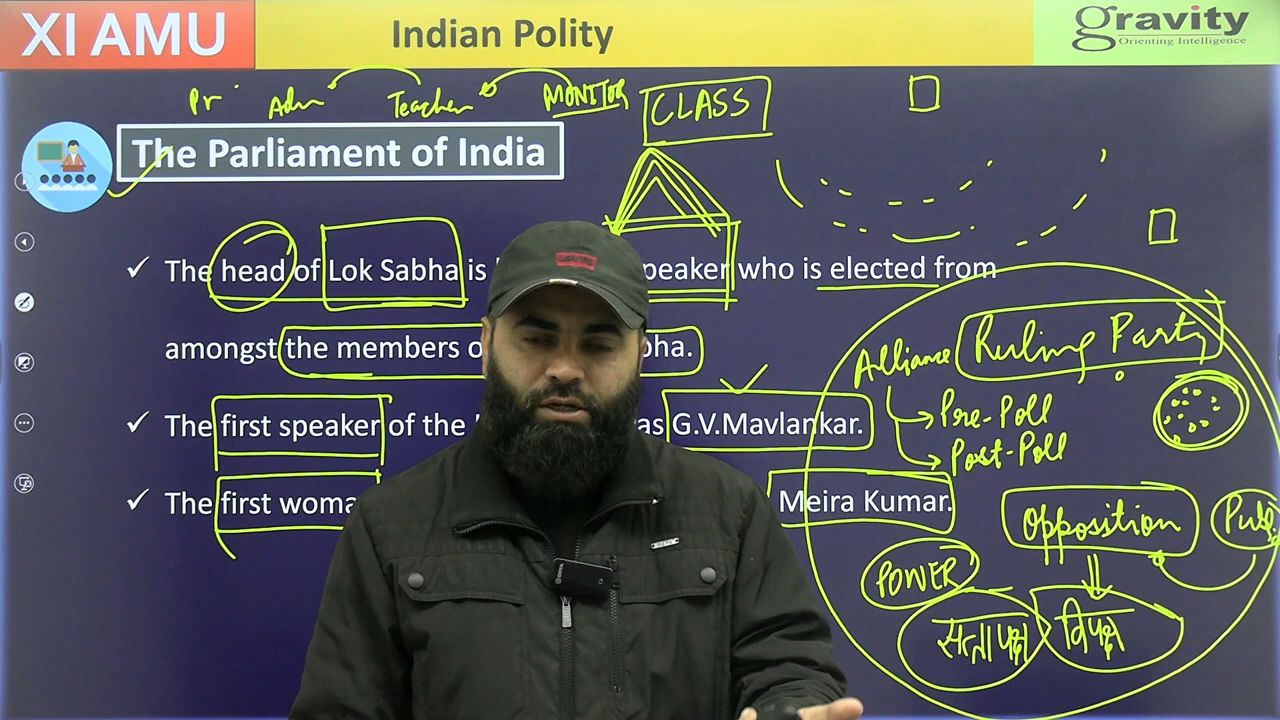 XI AMU
Indian Polity
gravity
Orienting Intelligence
Pr Adm Teacher MONITOR CLASS
The Parliament of India
The head of Lok Sabha is peaker who is elected from
amongst the members o bha.
The first speaker of the as G.V.Mavlankar.
The first woma Meira Kumar.
Alliance Ruling Party
Pre-Poll
Post-Poll
Opposition
POWER
सत्तापक्ष विपक्ष